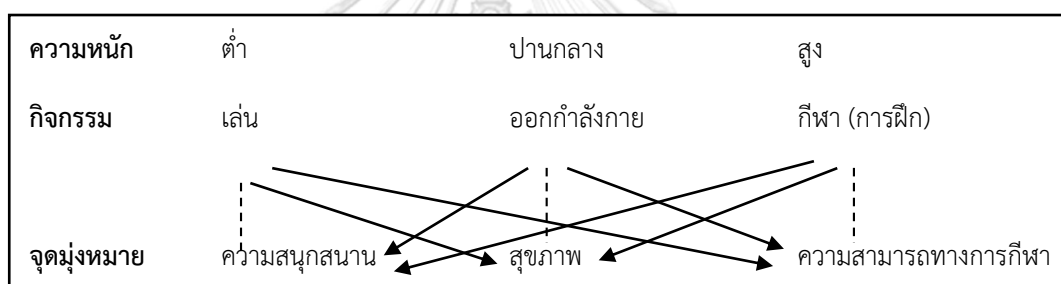 ความหนัก ต่ำ ปานกลาง สูง
กิจกรรม เล่น ออกกำลังกาย กีฬา (การฝึก)
จุดมุ่งหมาย ความสนุกสนาน สุขภาพ ความสามารถทางการกีฬา